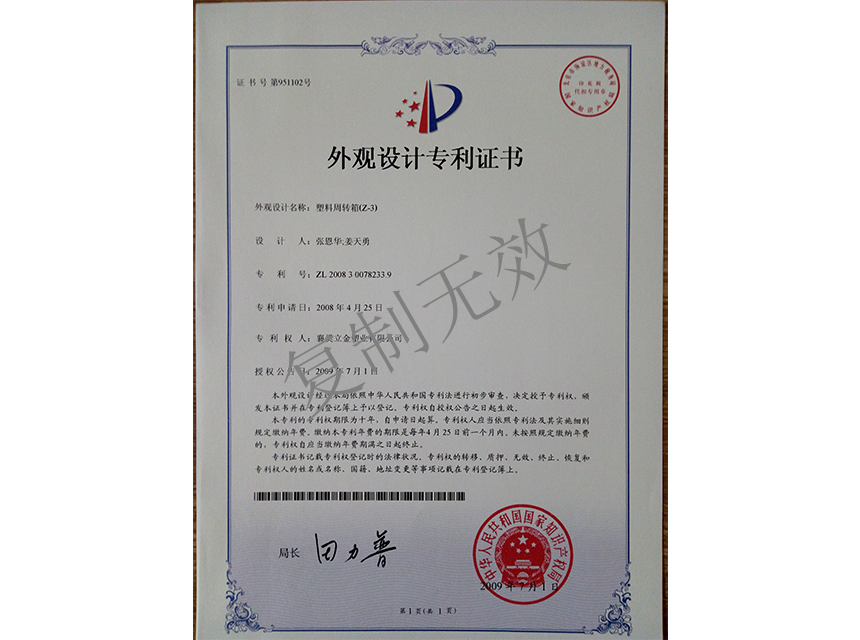 证书号第951102号
外观设计专利证书
外观设计名称：塑料周转箱(Z-3)
设计人：张恩华;姜天勇
专利号：ZL 2008 3 0078233.9
专利申请日：2008年4月25日
专利权人：襄樊立金塑业有限公司
授权公告日：2009年7月1日
复制无效
本外观设计经过本局依照中华人民共和国专利法进行初步审查，决定授予专利权，颁
发本证书并在专利登记簿上予以登记。专利权自授权公告之日起生效。
本专利的专利权期限为十年，自申请日起算。专利权人应当依照专利法及其实施细则
规定缴纳年费。缴纳本专利年费的期限是每年4月25日前一个月内。未按照规定缴纳年费
的，专利权自应当缴纳年费期满之日起终止。
专利证书记载专利权登记时的法律状况。专利权的转移、质押、无效、终止、恢复和
专利权人的姓名或名称、国籍、地址变更等事项记载在专利登记簿上。
局长 田力普
中华人民共和国国家知识产权局
2009年7月1日
第1页(共1页)